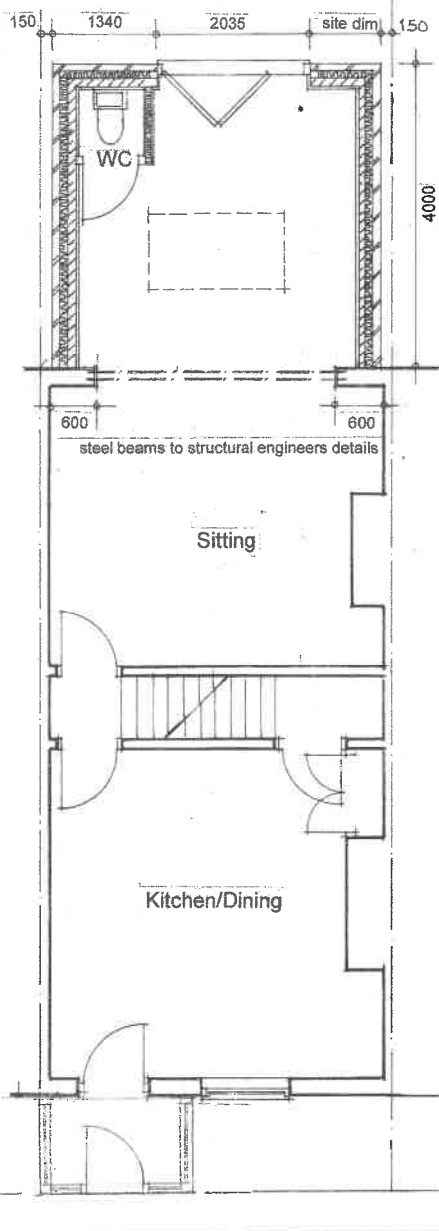 150 1340 2035 site dim 150
WC
4000
600 600
steel beams to structural engineers details
Sitting
Kitchen/Dining